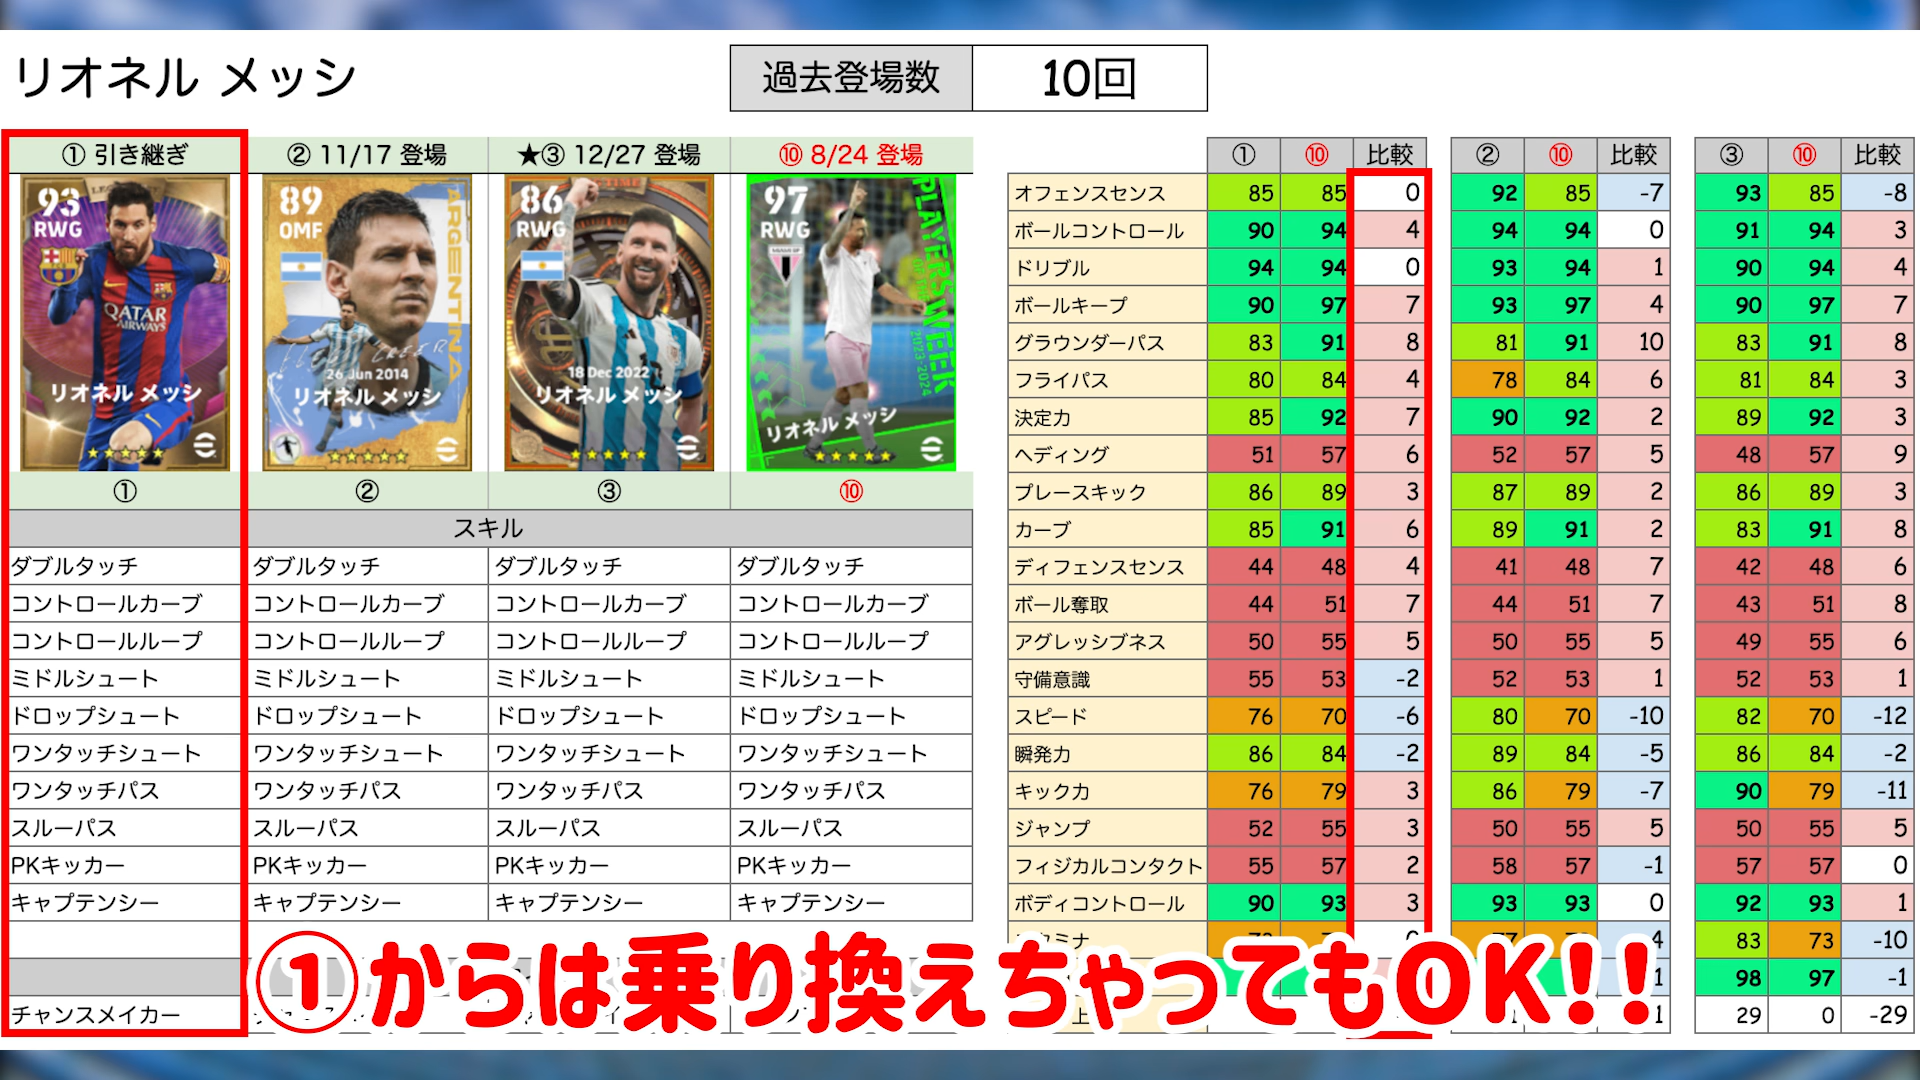 リオネル メッシ
過去登場数 10回
① 引き継ぎ ② 11/17 登場 ★③ 12/27 登場 ⑩ 8/24 登場
93 RWG QATAR AIRWAYS リオネル メッシ
89 OMF ARGENTINA 26 Jun 2014 リオネル メッシ
86 RWG 18 Dec 2022 リオネル メッシ
97 RWG PLAYERS OF THE WEEK 2023-2024 リオネル メッシ
① ② ③ ⑩
スキル
ダブルタッチ ダブルタッチ ダブルタッチ ダブルタッチ
コントロールカーブ コントロールカーブ コントロールカーブ コントロールカーブ
コントロールループ コントロールループ コントロールループ コントロールループ
ミドルシュート ミドルシュート ミドルシュート ミドルシュート
ドロップシュート ドロップシュート ドロップシュート ドロップシュート
ワンタッチシュート ワンタッチシュート ワンタッチシュート ワンタッチシュート
ワンタッチパス ワンタッチパス ワンタッチパス ワンタッチパス
スルーパス スルーパス スルーパス スルーパス
PKキッカー PKキッカー PKキッカー PKキッカー
キャプテンシー キャプテンシー キャプテンシー キャプテンシー
チャンスメイカー
① ⑩ 比較 ② ⑩ 比較 ③ ⑩ 比較
オフェンスセンス 85 85 0 92 85 -7 93 85 -8
ボールコントロール 90 94 4 94 94 0 91 94 3
ドリブル 94 94 0 93 94 1 90 94 4
ボールキープ 90 97 7 93 97 4 90 97 7
グラウンダーパス 83 91 8 81 91 10 83 91 8
フライパス 80 84 4 78 84 6 81 84 3
決定力 85 92 7 90 92 2 89 92 3
ヘディング 51 57 6 52 57 5 48 57 9
プレースキック 86 89 3 87 89 2 86 89 3
カーブ 85 91 6 89 91 2 83 91 8
ディフェンスセンス 44 48 4 41 48 7 42 48 6
ボール奪取 44 51 7 44 51 7 43 51 8
アグレッシブネス 50 55 5 50 55 5 49 55 6
守備意識 55 53 -2 52 53 1 52 53 1
スピード 76 70 -6 80 70 -10 82 70 -12
瞬発力 86 84 -2 89 84 -5 86 84 -2
キック力 76 79 3 86 79 -7 90 79 -11
ジャンプ 52 55 3 50 55 5 50 55 5
フィジカルコンタクト 55 57 2 58 57 -1 57 57 0
ボディコントロール 90 93 3 93 93 0 92 93 1
83 73 -10
98 97 -1
29 0 -29
①からは乗り換えちゃってもOK!!